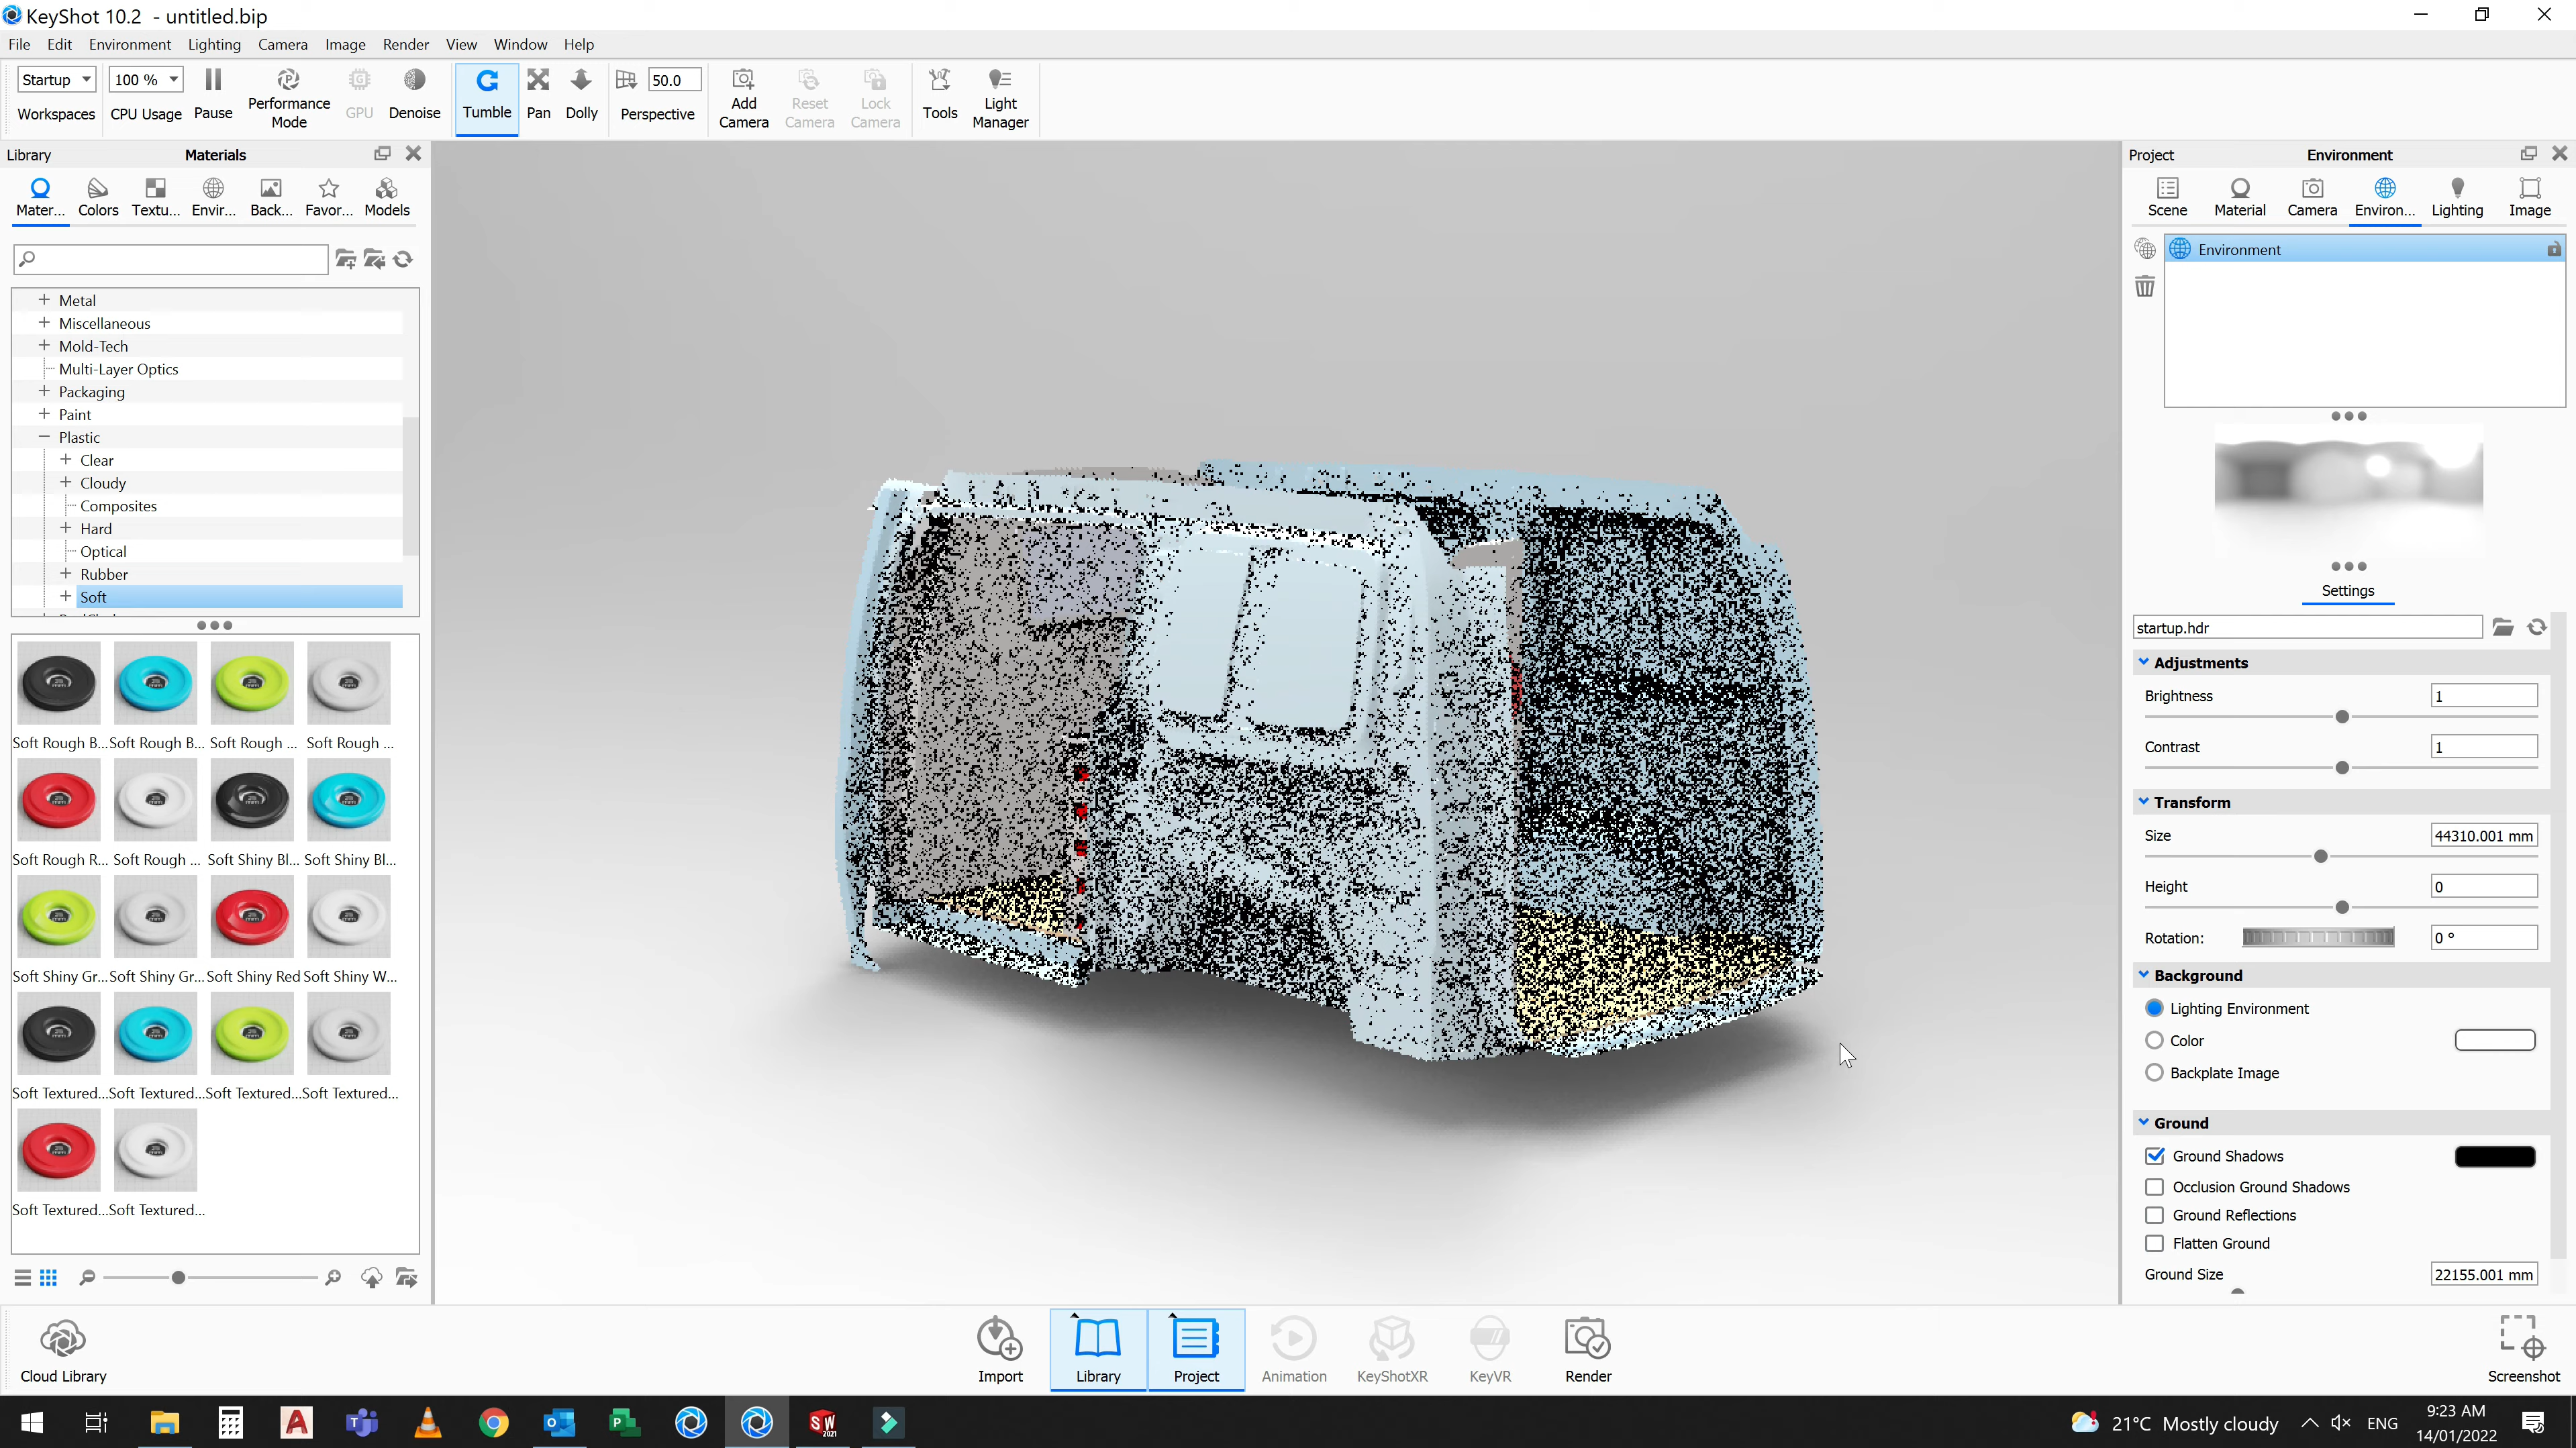 KeyShot 10.2 - untitled.bip
File Edit Environment Lighting Camera Image Render View Window Help
Startup 100 % 50.0
Workspaces CPU Usage Pause Performance Mode GPU Denoise Tumble Pan Dolly Perspective Add Camera Reset Camera Lock Camera Tools Light Manager
Library Materials
Mater... Colors Textu... Envir... Back... Favor... Models
Metal
Miscellaneous
Mold-Tech
Multi-Layer Optics
Packaging
Paint
Plastic
Clear
Cloudy
Composites
Hard
Optical
Rubber
Soft
Soft Rough B... Soft Rough B... Soft Rough ... Soft Rough ...
Soft Rough R... Soft Rough ... Soft Shiny Bl... Soft Shiny Bl...
Soft Shiny Gr... Soft Shiny Gr... Soft Shiny Red Soft Shiny W...
Soft Textured... Soft Textured... Soft Textured... Soft Textured...
Soft Textured... Soft Textured...
Project Environment
Scene Material Camera Environ... Lighting Image
Environment
Settings
startup.hdr
Adjustments
Brightness 1
Contrast 1
Transform
Size 44310.001 mm
Height 0
Rotation: 0 °
Background
Lighting Environment
Color
Backplate Image
Ground
Ground Shadows
Occlusion Ground Shadows
Ground Reflections
Flatten Ground
Ground Size 22155.001 mm
Cloud Library Import Library Project Animation KeyShotXR KeyVR Render Screenshot
21°C Mostly cloudy ENG
9:23 AM
14/01/2022